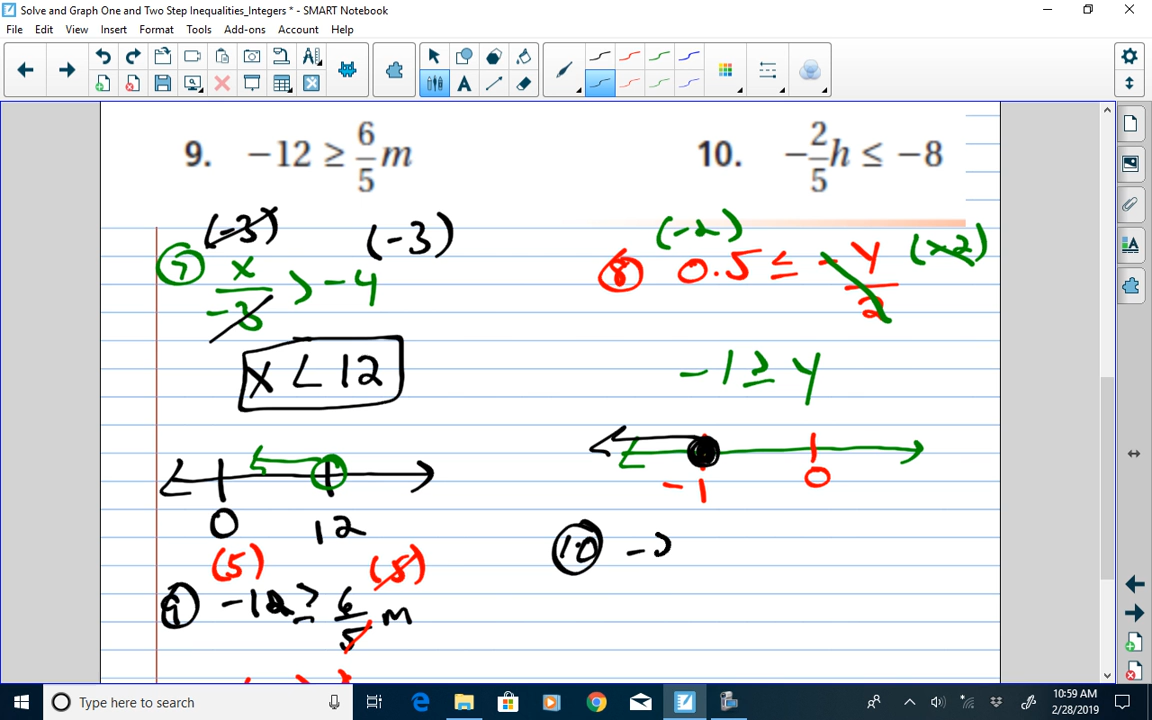 Solve and Graph One and Two Step Inequalities_Integers * - SMART Notebook
File Edit View Insert Format Tools Add-ons Account Help
9. -12 ≥ 6/5 m
10. -2/5 h ≤ -8
(-3) (-3)
7 x/-3 > -4
x < 12
0 12
(-2) (-2)
8 0.5 ≤ -y/2
-1 ≥ y
-1 0
(5) (5)
9 -12 ≥ 6/5 m
10 -2
Type here to search
10:59 AM
2/28/2019